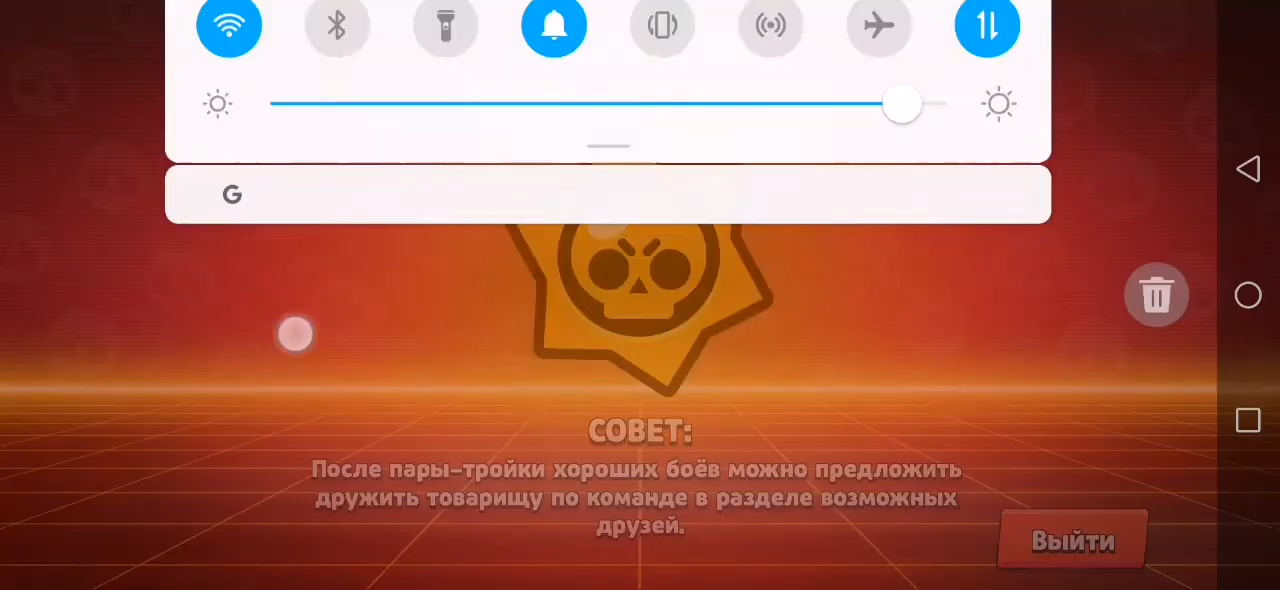 G
СОВЕТ:
После пары-тройки хороших боёв можно предложить
дружить товарищу по команде в разделе возможных
друзей.
Выйти